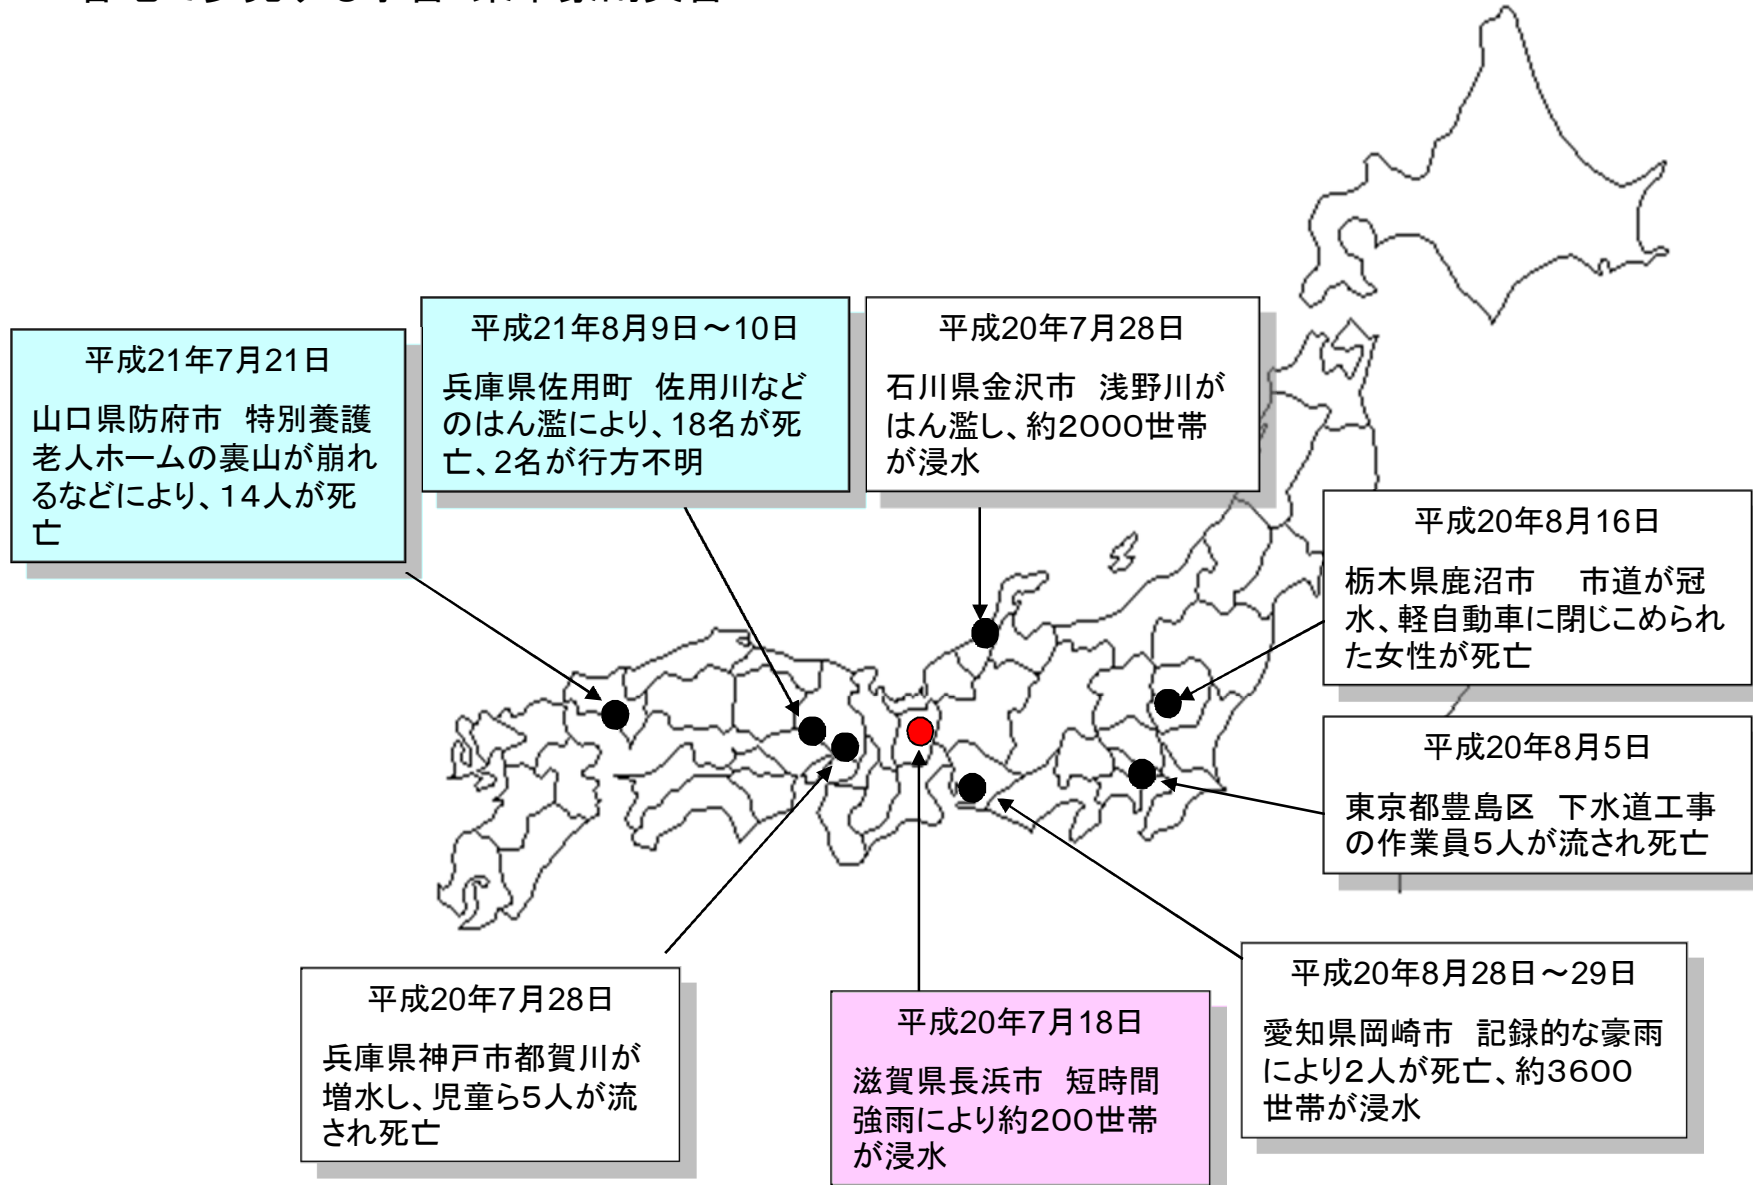 平成21年7月21日
山口県防府市　特別養護
老人ホームの裏山が崩れ
るなどにより、１４人が死
亡
平成21年8月9日～10日
兵庫県佐用町　佐用川など
のはん濫により、18名が死
亡、2名が行方不明
平成20年7月28日
石川県金沢市　浅野川が
はん濫し、約２０００世帯
が浸水
平成20年8月16日
栃木県鹿沼市　　市道が冠
水、軽自動車に閉じこめられ
た女性が死亡
平成20年8月5日
東京都豊島区　下水道工事
の作業員５人が流され死亡
平成20年7月28日
兵庫県神戸市都賀川が
増水し、児童ら５人が流
され死亡
平成20年7月18日
滋賀県長浜市　短時間
強雨により約２００世帯
が浸水
平成20年8月28日～29日
愛知県岡崎市　記録的な豪雨
により2人が死亡、約３６００
世帯が浸水